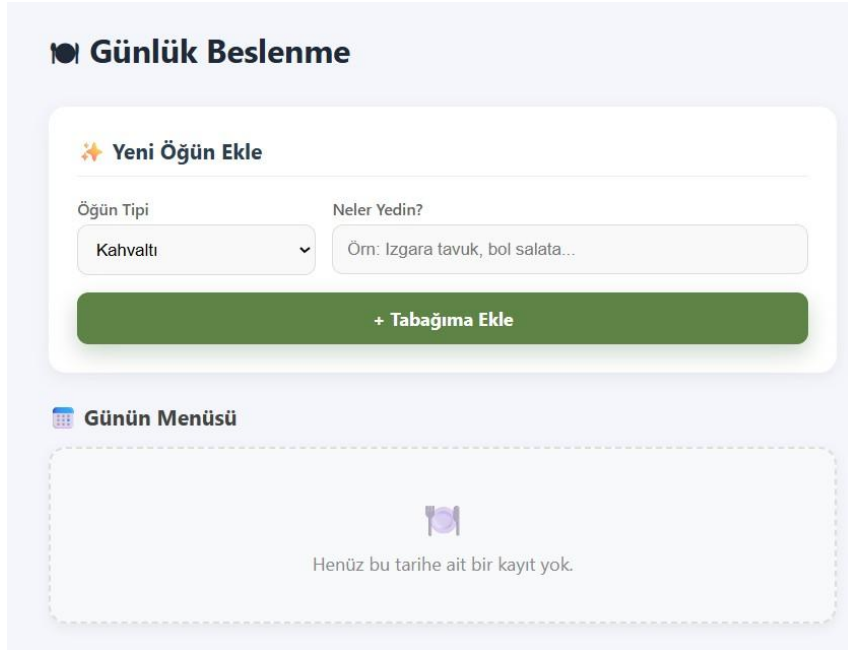 Günlük Beslenme
Yeni Öğün Ekle
Öğün Tipi
Neler Yedin?
Kahvaltı
Örn: Izgara tavuk, bol salata...
+ Tabağıma Ekle
Günün Menüsü
Henüz bu tarihe ait bir kayıt yok.